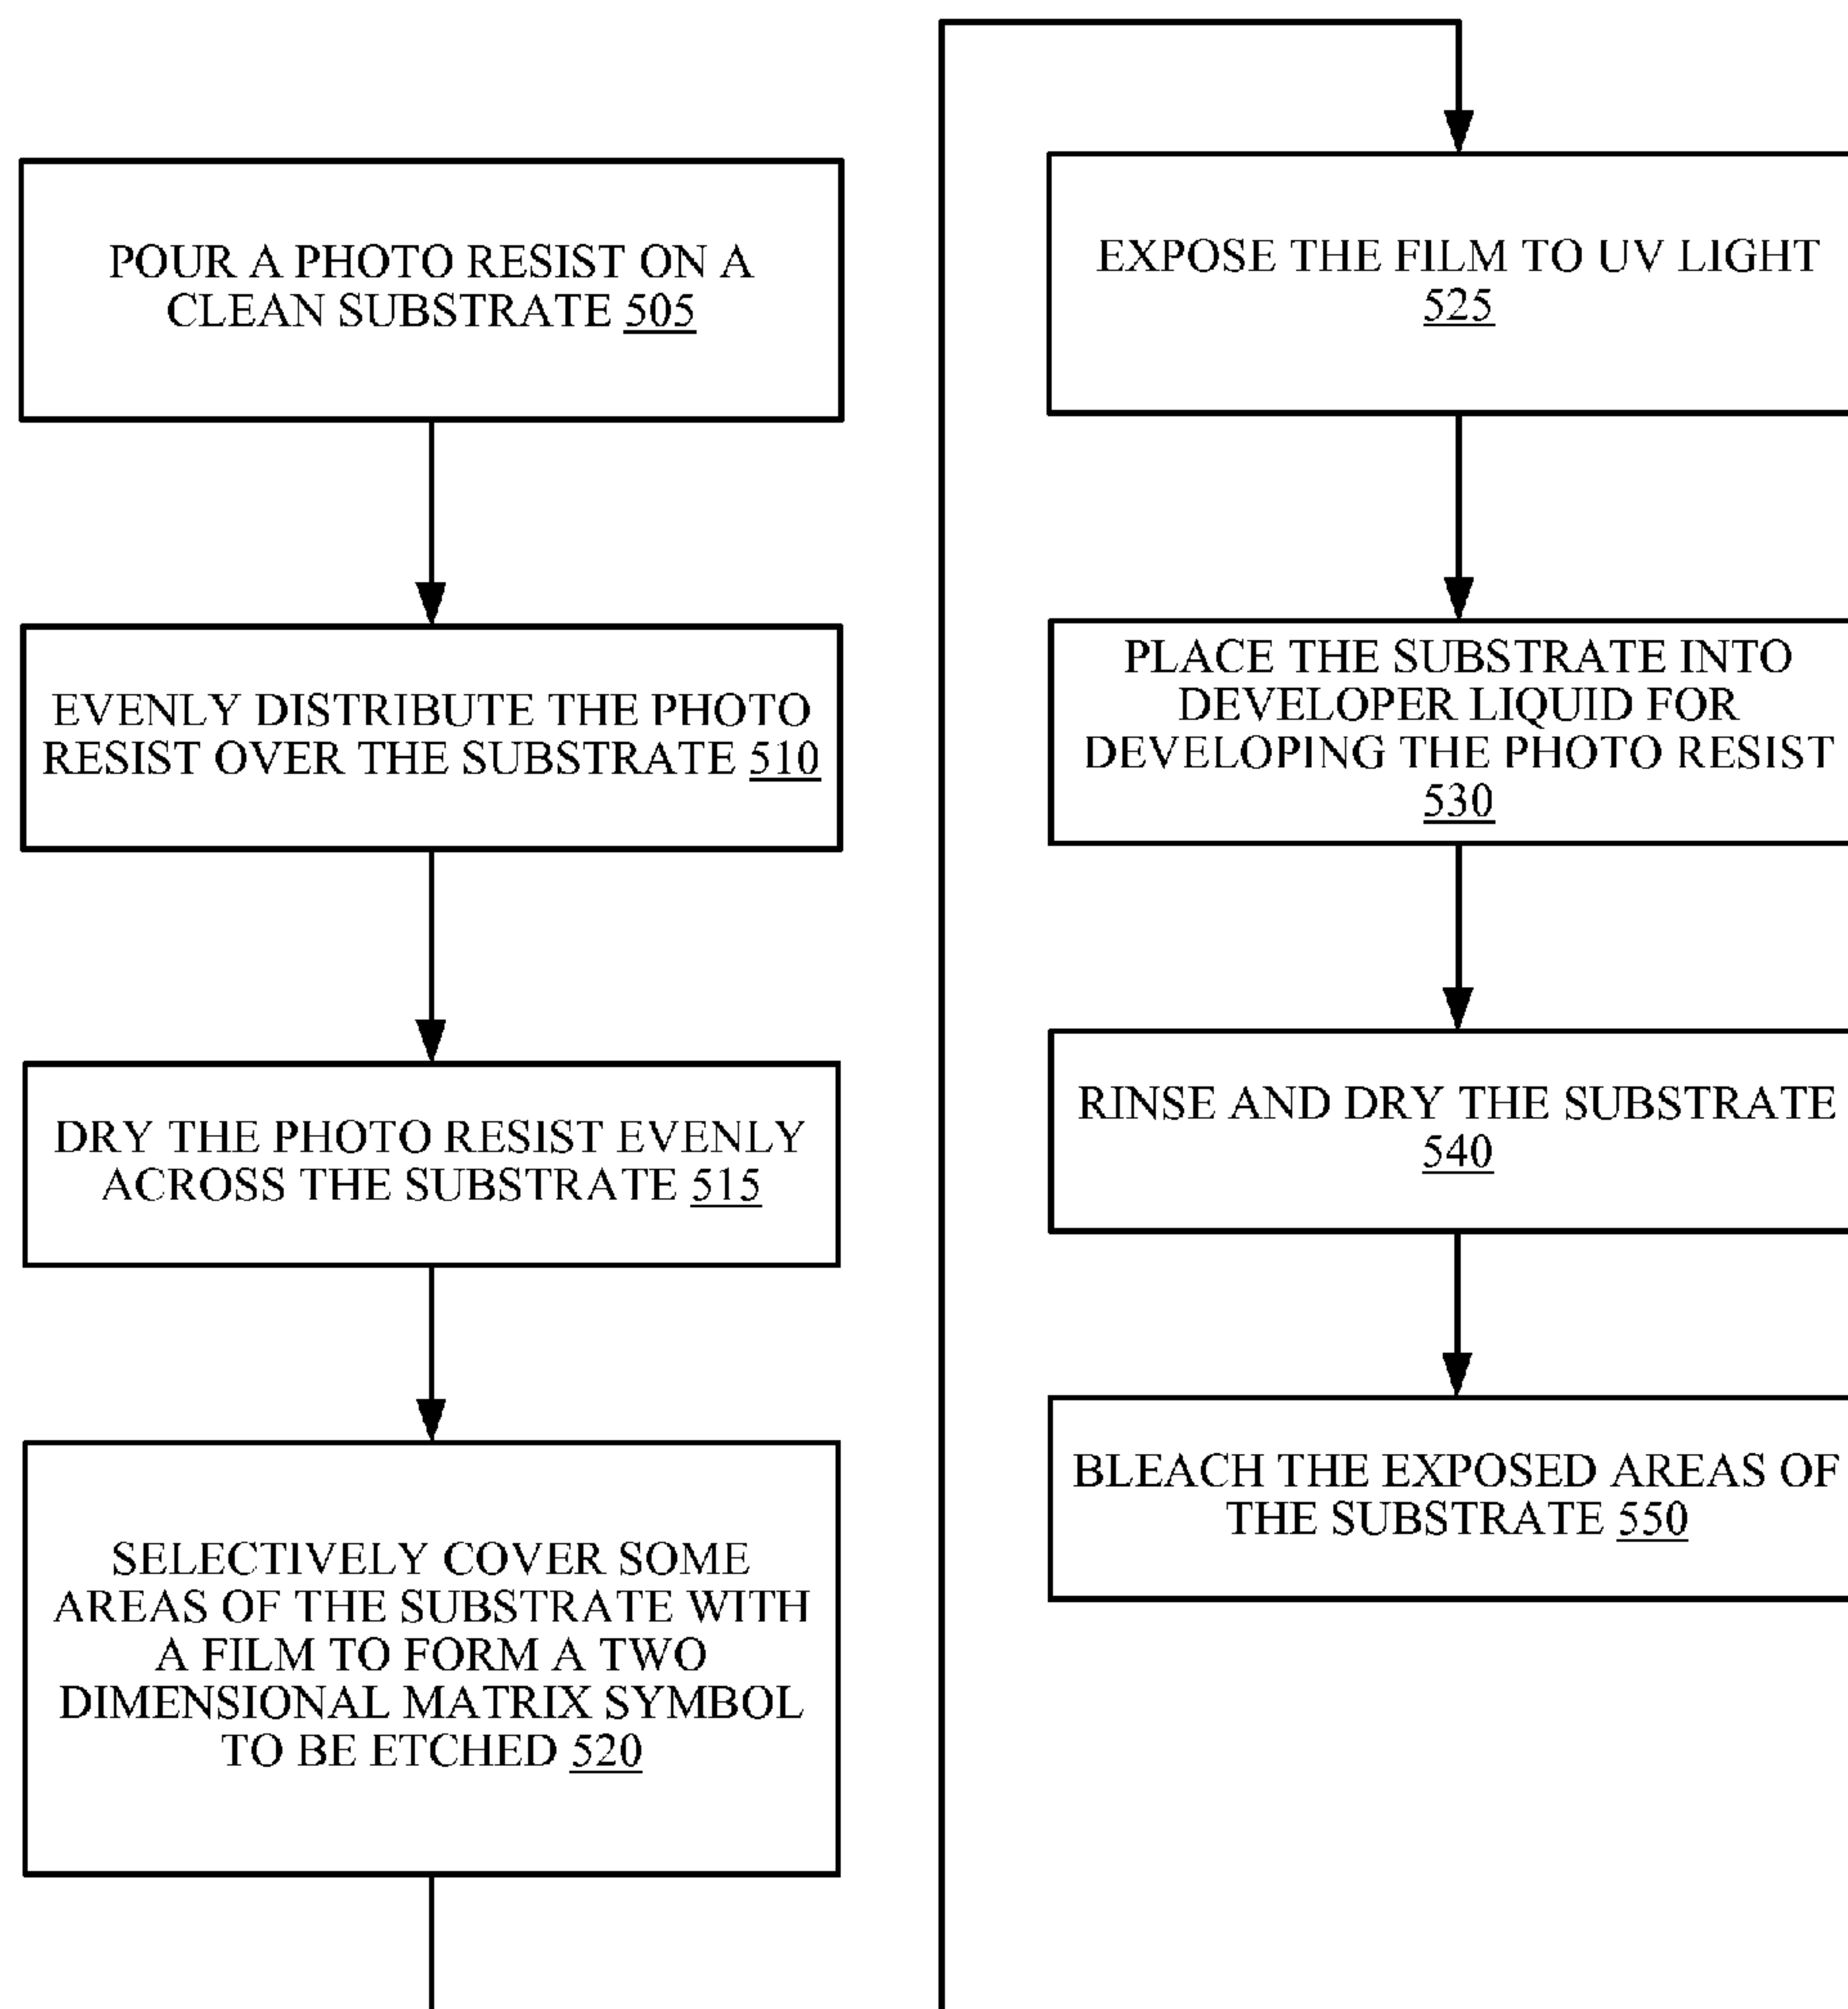 POUR A PHOTO RESIST ON A
CLEAN SUBSTRATE 505
EVENLY DISTRIBUTE THE PHOTO
RESIST OVER THE SUBSTRATE 510
DRY THE PHOTO RESIST EVENLY
ACROSS THE SUBSTRATE 515
SELECTIVELY COVER SOME
AREAS OF THE SUBSTRATE WITH
A FILM TO FORM A TWO
DIMENSIONAL MATRIX SYMBOL
TO BE ETCHED 520
EXPOSE THE FILM TO UV LIGHT
525
PLACE THE SUBSTRATE INTO
DEVELOPER LIQUID FOR
DEVELOPING THE PHOTO RESIST
530
RINSE AND DRY THE SUBSTRATE
540
BLEACH THE EXPOSED AREAS OF
THE SUBSTRATE 550